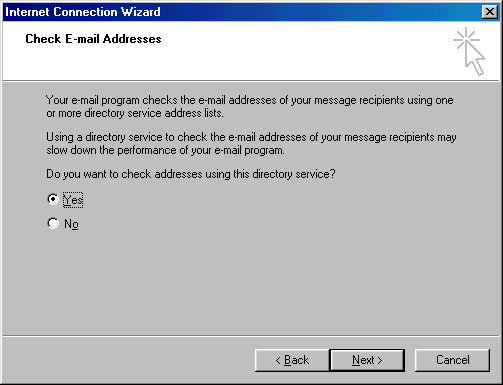 Internet Connection Wizard
Check E-mail Addresses
Your e-mail program checks the e-mail addresses of your message recipients using one
or more directory service address lists.
Using a directory service to check the e-mail addresses of your message recipients may
slow down the performance of your e-mail program.
Do you want to check addresses using this directory service?
Yes
No
< Back
Next >
Cancel